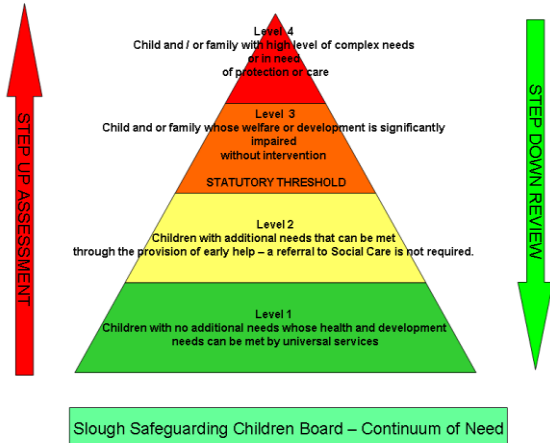 Level 4
Child and / or family with high level of complex needs
or in need
of protection or care
Level 3
Child and or family whose welfare or development is significantly
impaired
without intervention
STATUTORY THRESHOLD
Level 2
Children with additional needs that can be met
through the provision of early help – a referral to Social Care is not required.
Level 1
Children with no additional needs whose health and development
needs can be met by universal services
STEP UP ASSESSMENT
STEP DOWN REVIEW
Slough Safeguarding Children Board – Continuum of Need